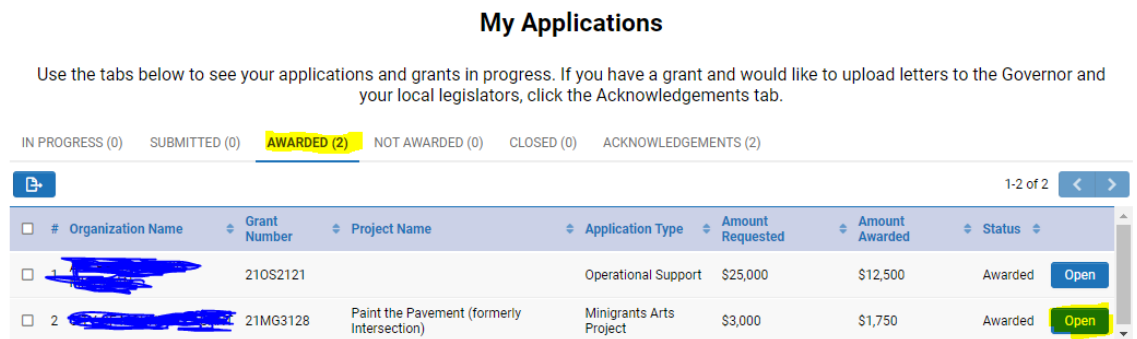 My Applications
Use the tabs below to see your applications and grants in progress. If you have a grant and would like to upload letters to the Governor and
your local legislators, click the Acknowledgements tab.
IN PROGRESS (0) SUBMITTED (0) AWARDED (2) NOT AWARDED (0) CLOSED (0) ACKNOWLEDGEMENTS (2)
1-2 of 2
# Organization Name Grant Number Project Name Application Type Amount Requested Amount Awarded Status
1 21OS2121 Operational Support $25,000 $12,500 Awarded Open
2 21MG3128 Paint the Pavement (formerly Intersection) Minigrants Arts Project $3,000 $1,750 Awarded Open